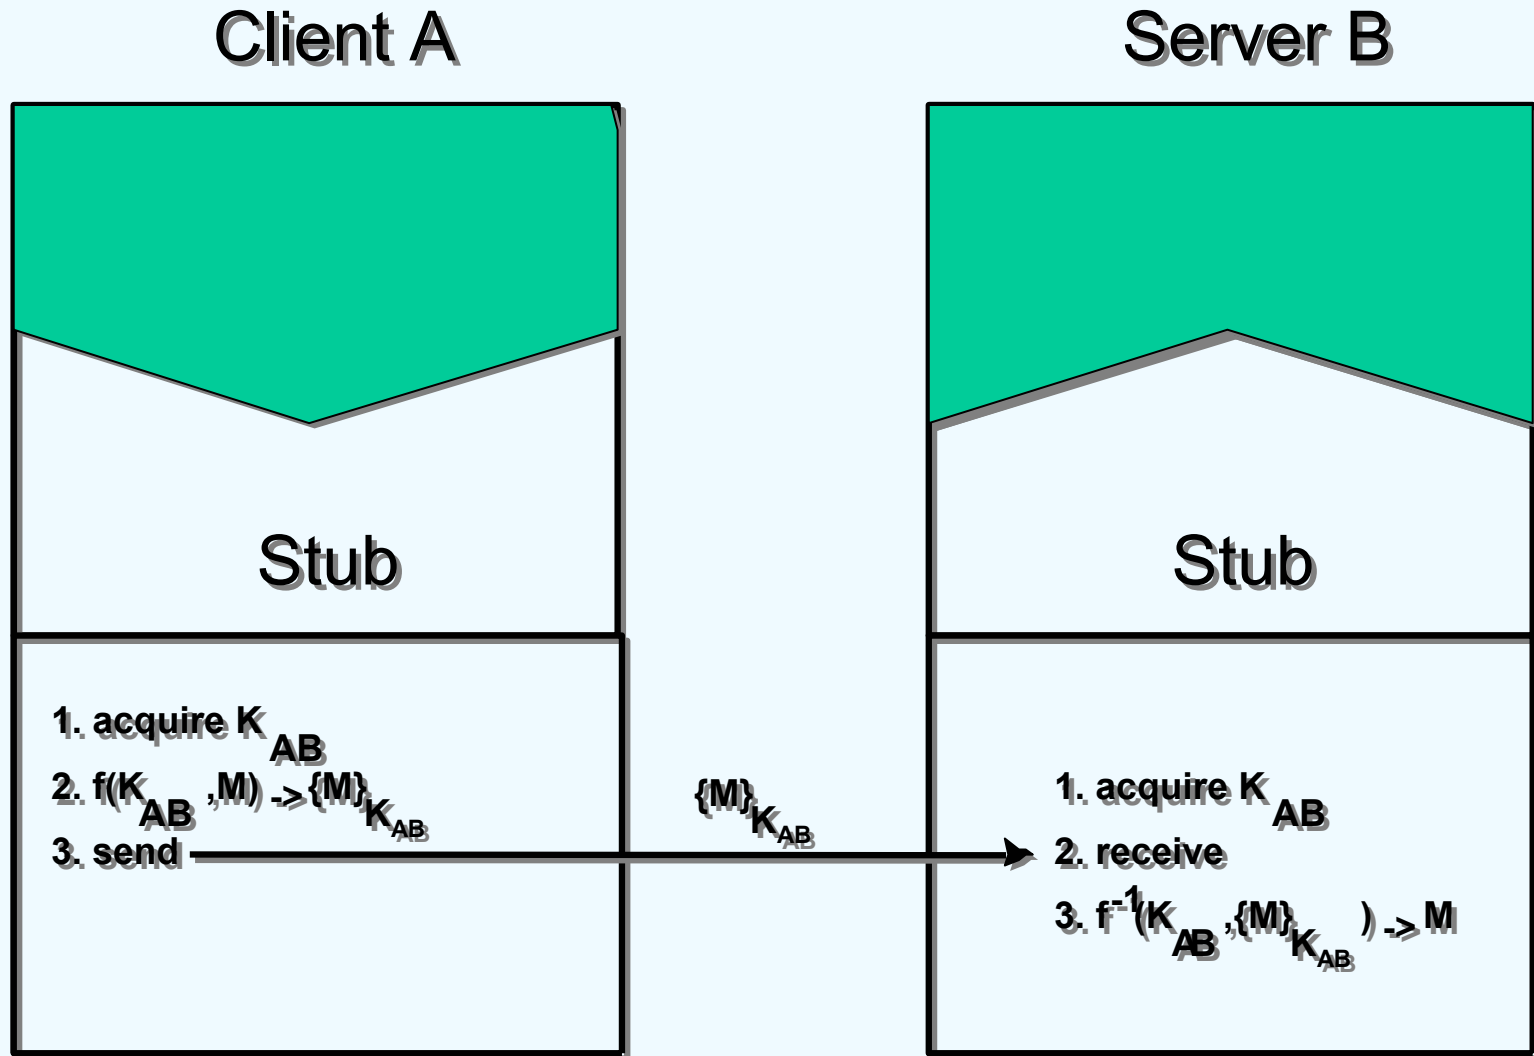 Client A
Server B
Stub
Stub
1. acquire K AB
2. f(K AB ,M) -> {M} K AB
3. send
{M} K AB
1. acquire K AB
2. receive
3. f -1 (K AB ,{M} K AB ) -> M